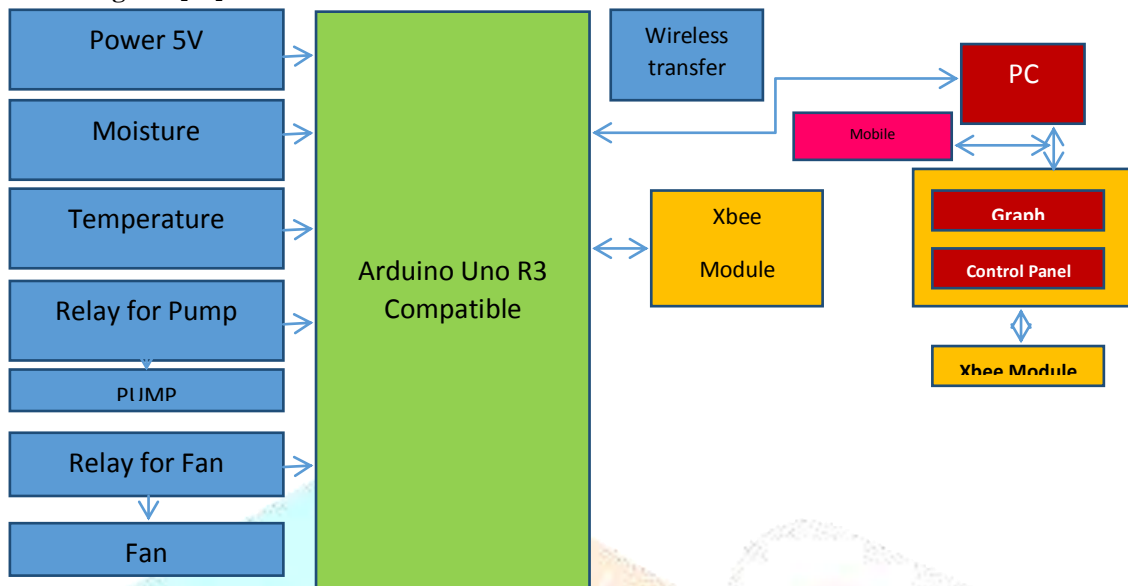 Power 5V
Moisture
Temperature
Relay for Pump
PUMP
Relay for Fan
Fan
Arduino Uno R3
Compatible
Wireless
transfer
Xbee
Module
PC
Mobile
Graph
Control Panel
Xbee Module